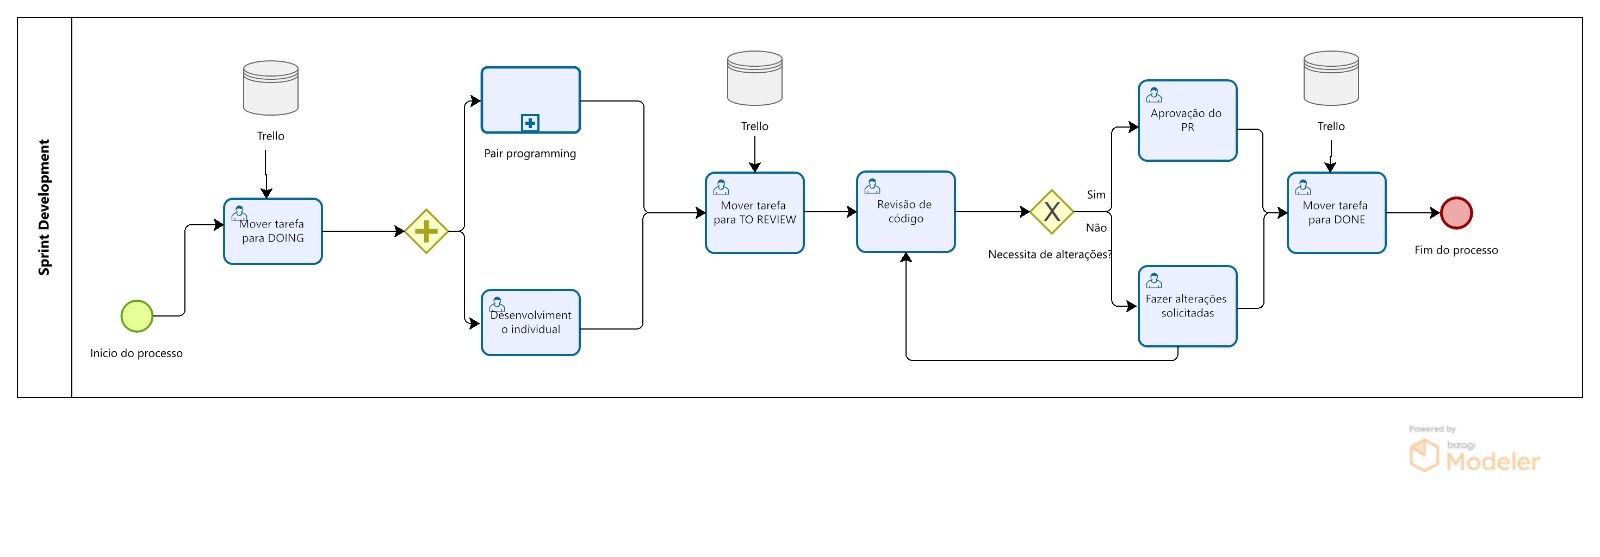 Sprint Development
Trello
Mover tarefa
para DOING
Início do processo
Pair programming
Desenvolviment
o individual
Trello
Mover tarefa
para TO REVIEW
Revisão de
código
Sim
Não
Necessita de alterações?
Aprovação do
PR
Fazer alterações
solicitadas
Trello
Mover tarefa
para DONE
Fim do processo
Powered by
bizagi
Modeler